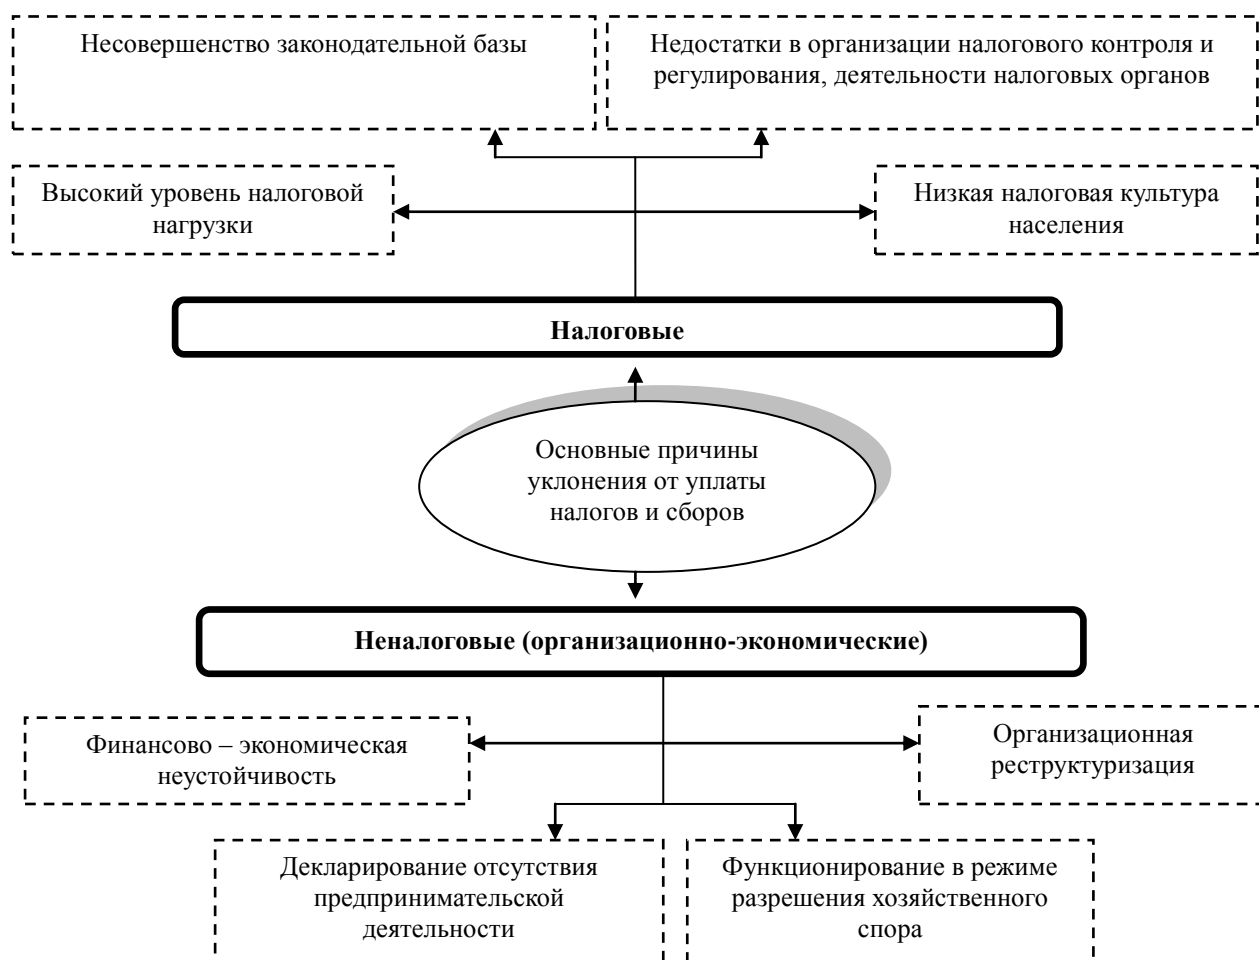 Несовершенство законодательной базы
Недостатки в организации налогового контроля и
регулирования, деятельности налоговых органов
Высокий уровень налоговой
нагрузки
Низкая налоговая культура
населения
Налоговые
Основные причины
уклонения от уплаты
налогов и сборов
Неналоговые (организационно-экономические)
Финансово – экономическая
неустойчивость
Организационная
реструктуризация
Декларирование отсутствия
предпринимательской
деятельности
Функционирование в режиме
разрешения хозяйственного
спора